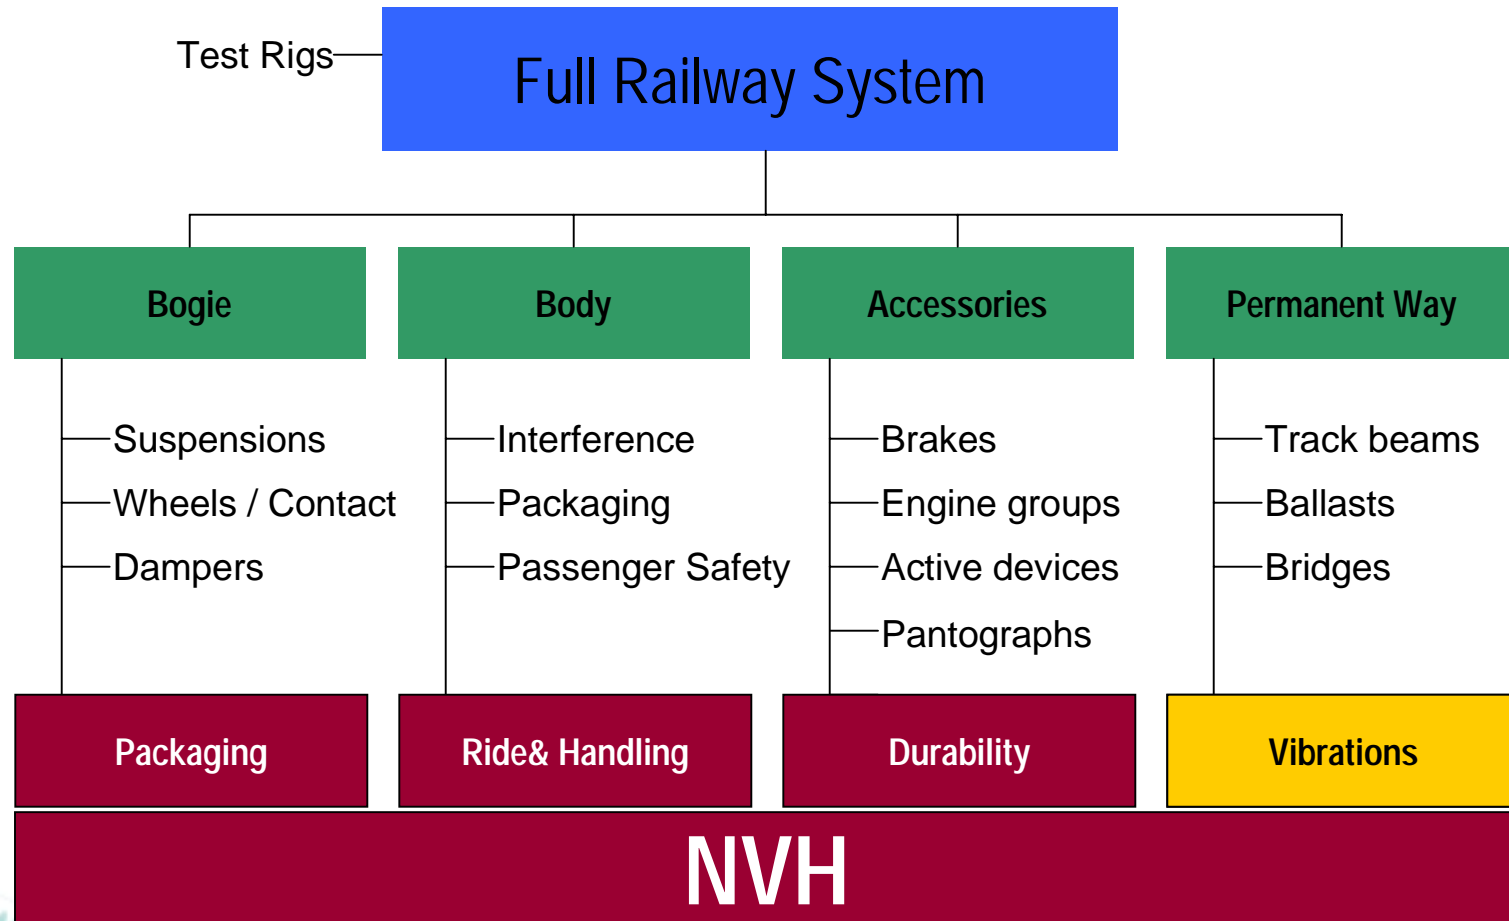 Test Rigs
Full Railway System
Bogie
Body
Accessories
Permanent Way
Suspensions
Wheels / Contact
Dampers
Interference
Packaging
Passenger Safety
Brakes
Engine groups
Active devices
Pantographs
Track beams
Ballasts
Bridges
Packaging
Ride& Handling
Durability
Vibrations
NVH